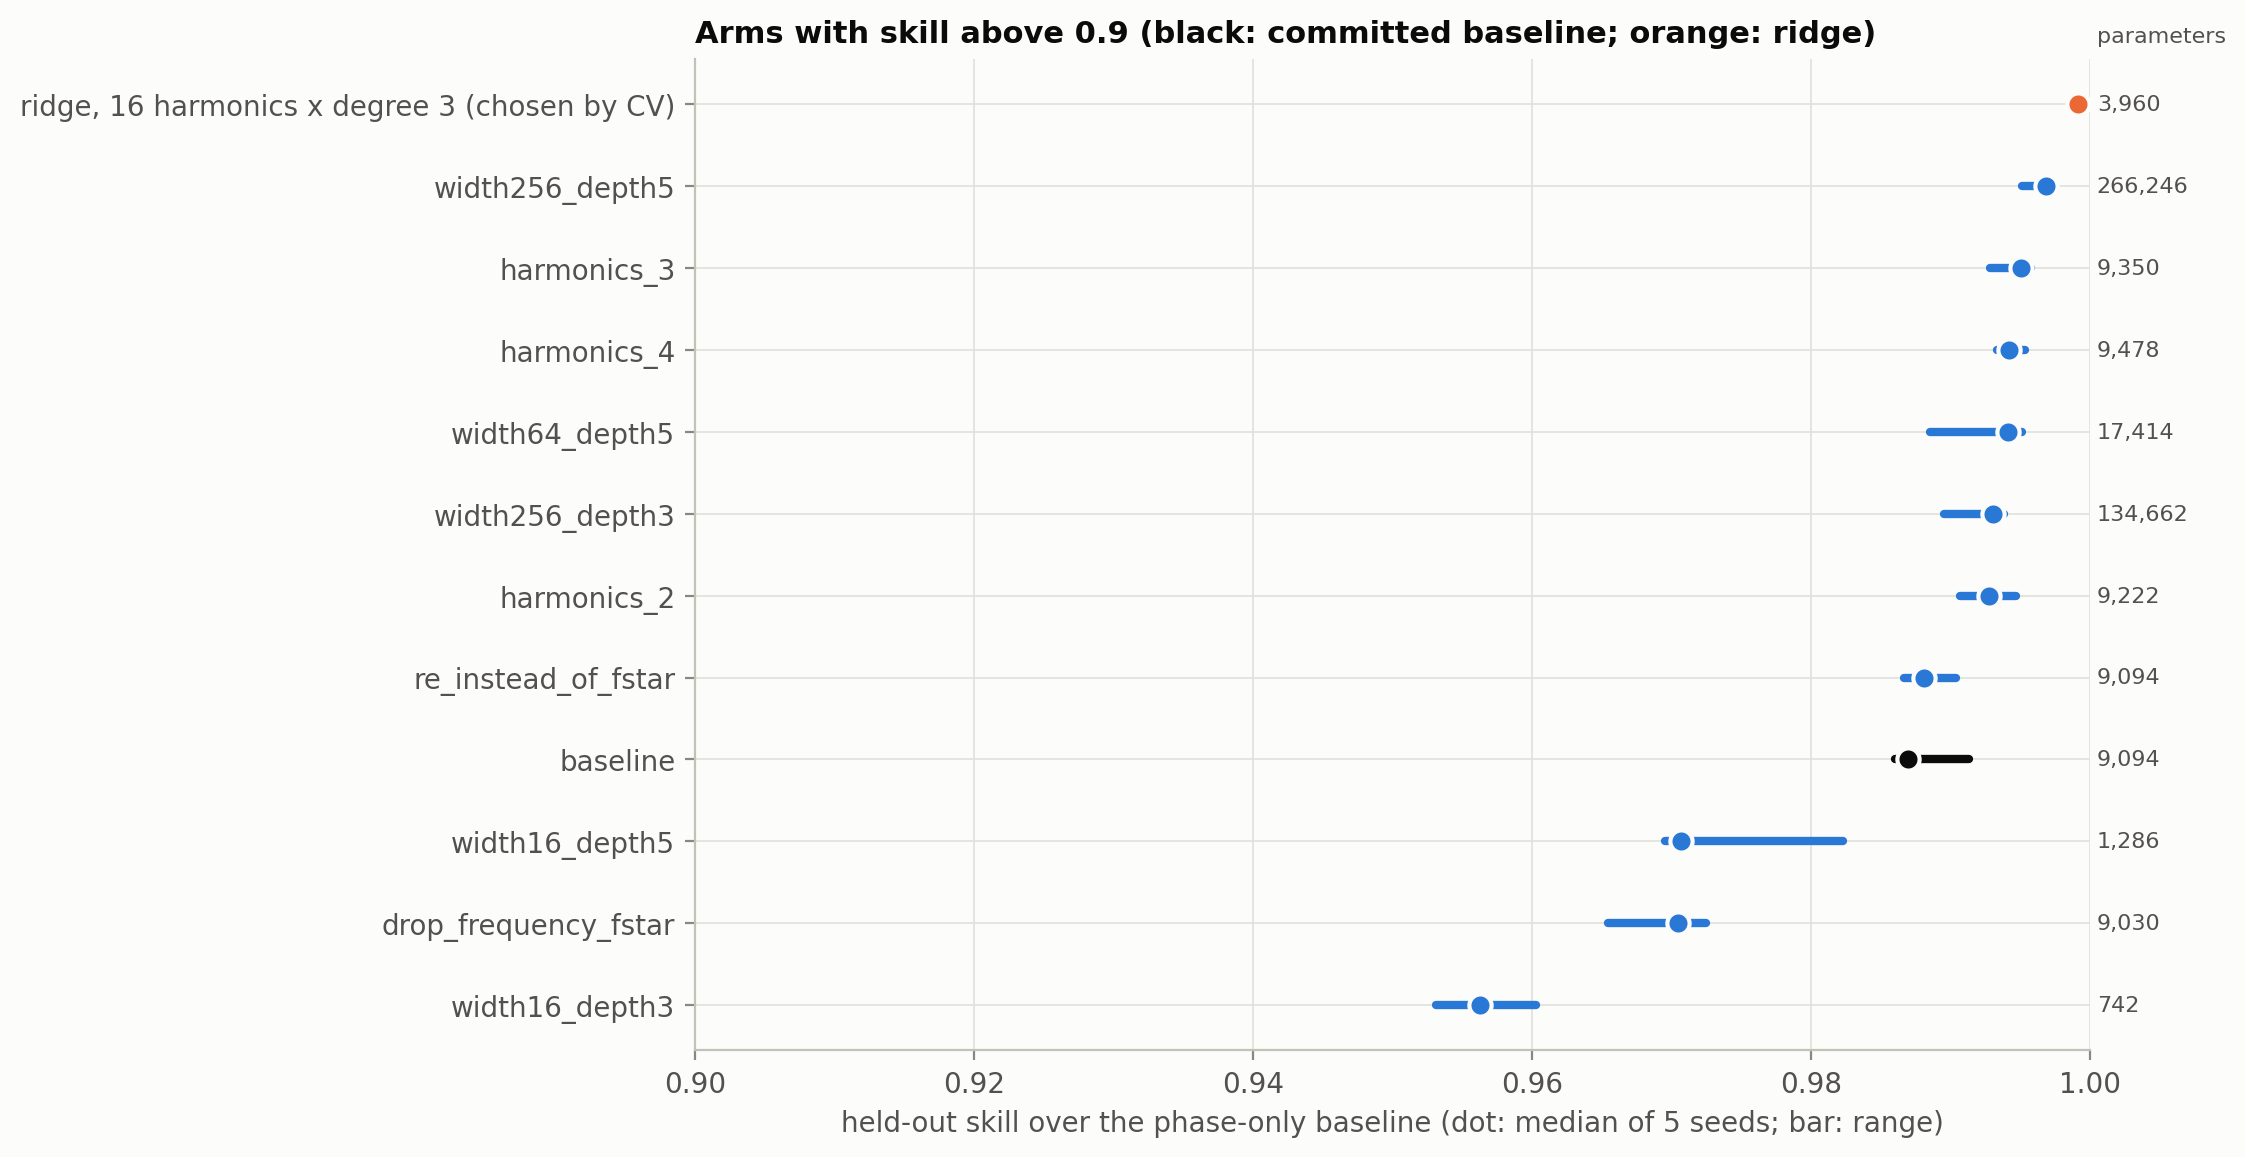 Arms with skill above 0.9 (black: committed baseline; orange: ridge)
parameters
ridge, 16 harmonics x degree 3 (chosen by CV)
3,960
width256_depth5
266,246
harmonics_3
9,350
harmonics_4
9,478
width64_depth5
17,414
width256_depth3
134,662
harmonics_2
9,222
re_instead_of_fstar
9,094
baseline
9,094
width16_depth5
1,286
drop_frequency_fstar
9,030
width16_depth3
742
0.90
0.92
0.94
0.96
0.98
1.00
held-out skill over the phase-only baseline (dot: median of 5 seeds; bar: range)